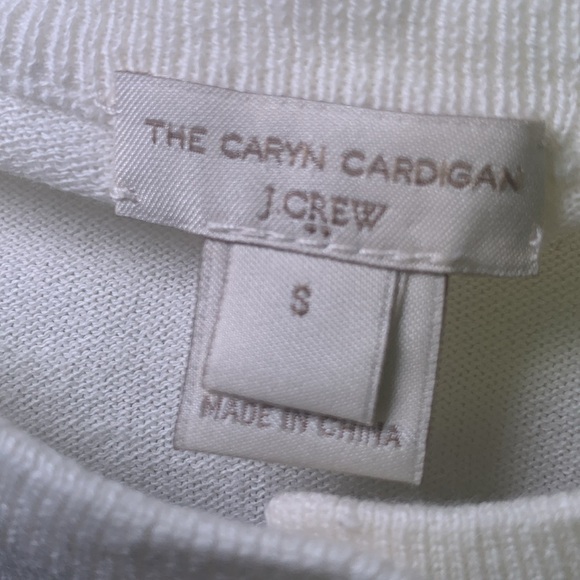 THE CARYN CARDIGAN
J.CREW
S
MADE IN CHINA